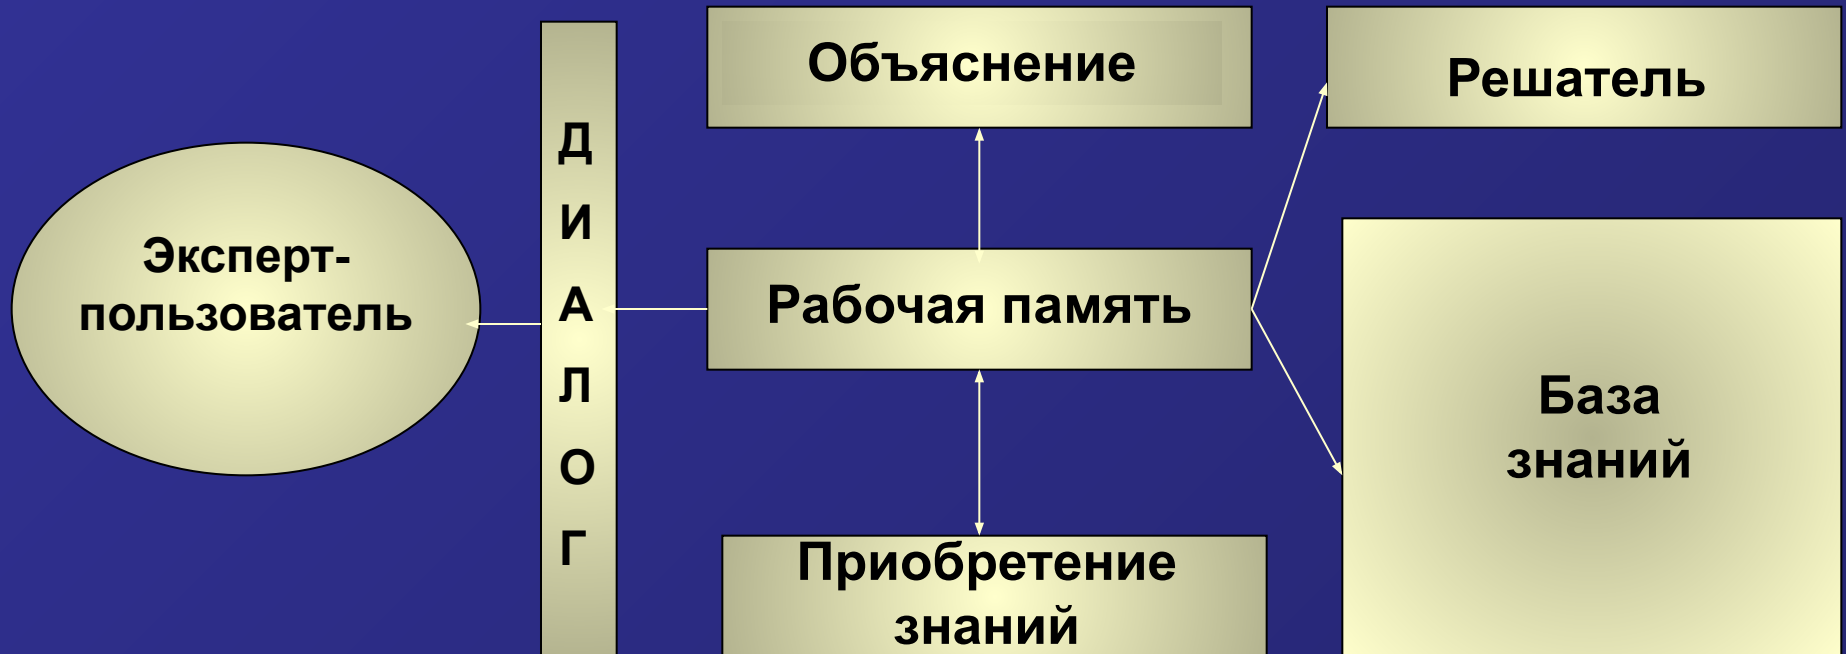 Эксперт-
пользователь
Д
И
А
Л
О
Г
Объяснение
Рабочая память
Приобретение
знаний
Решатель
База
знаний